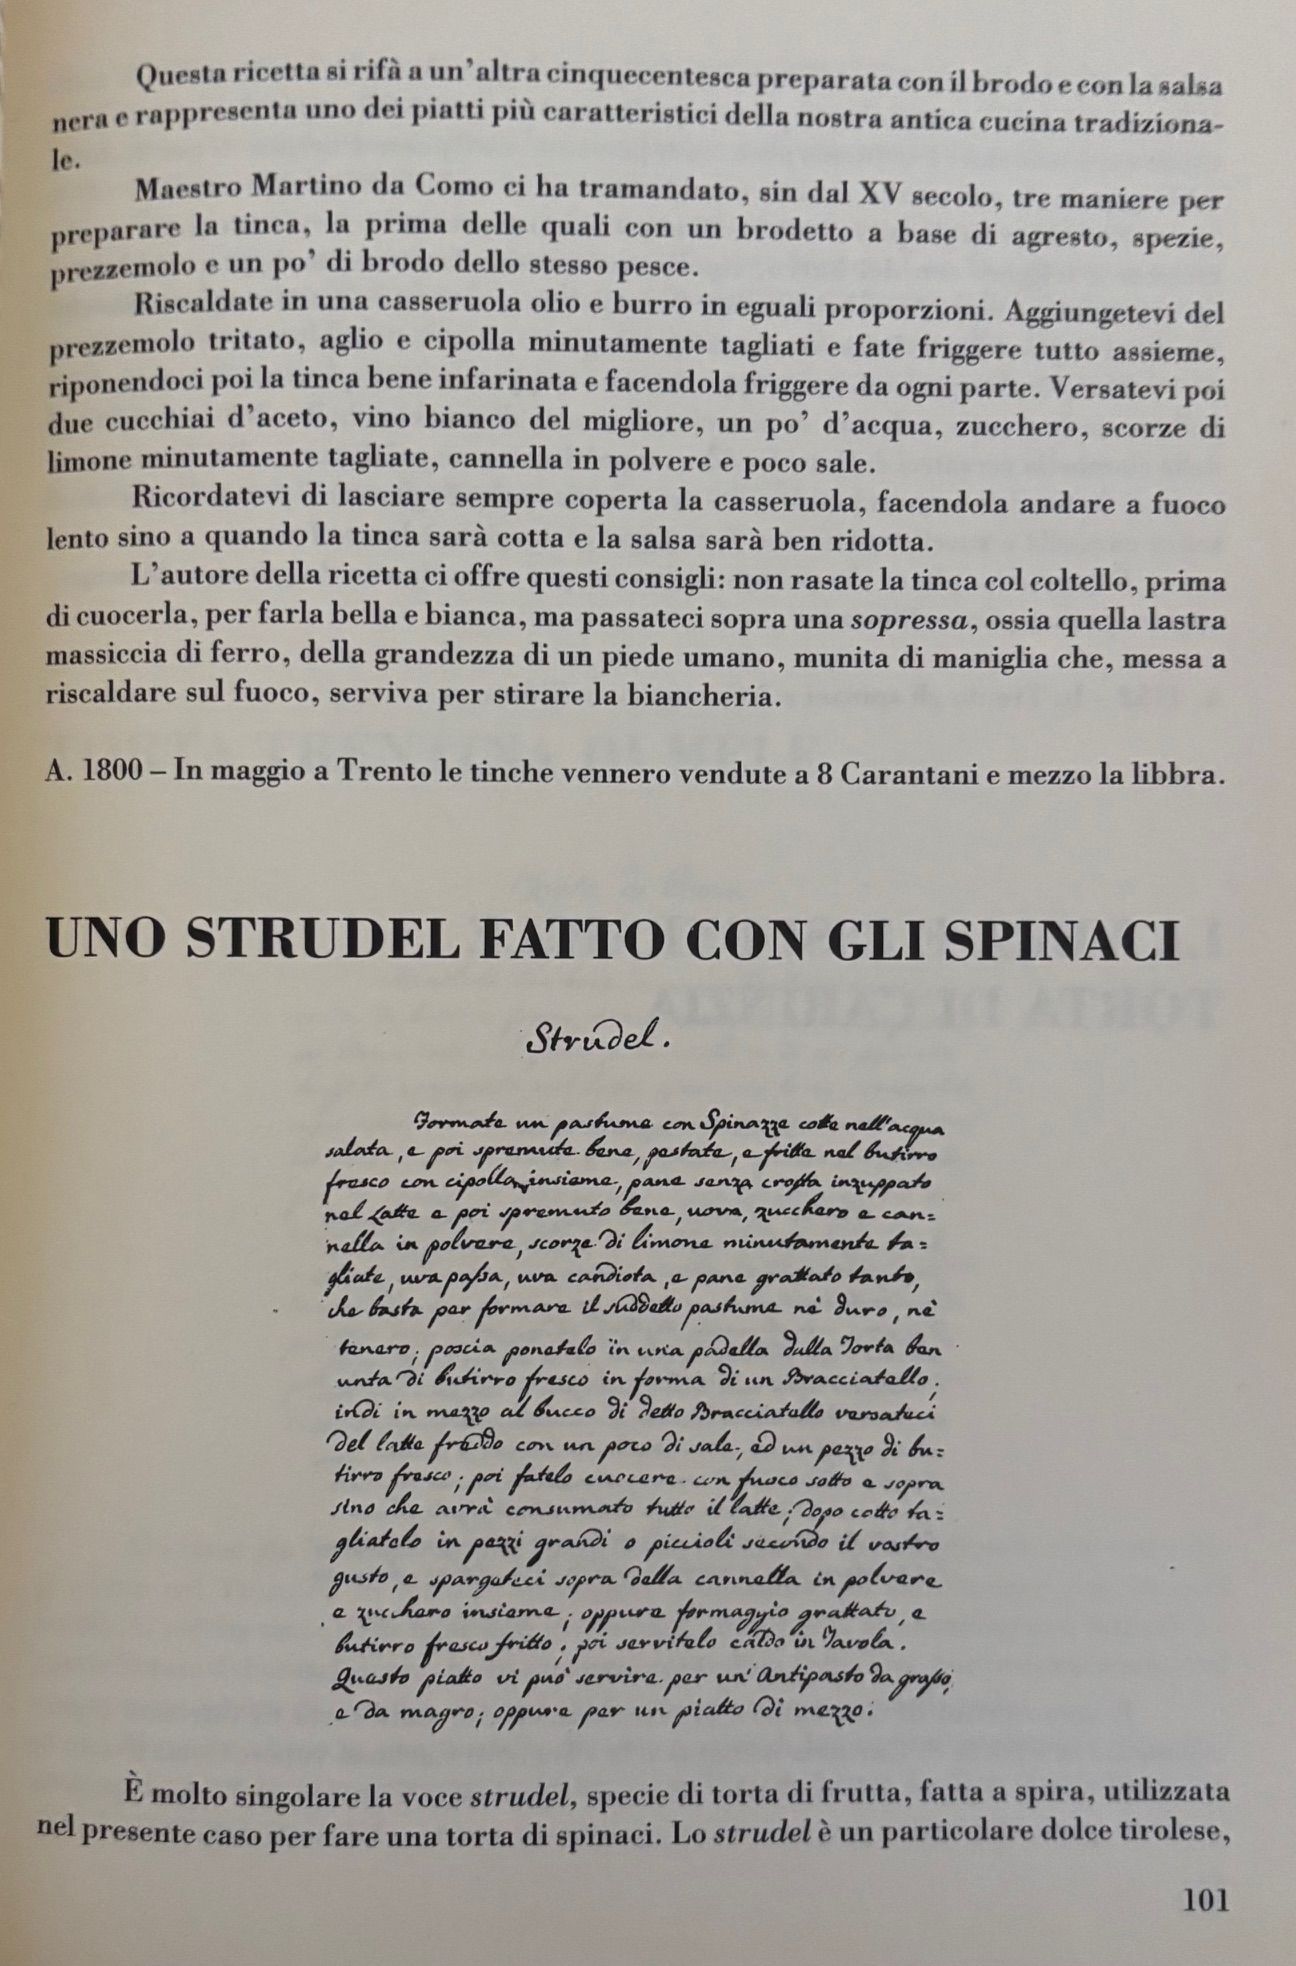 Questa ricetta si rifà a un'altra cinquecentesca preparata con il brodo e con la salsa
nera e rappresenta uno dei piatti più caratteristici della nostra antica cucina tradiziona-
le.
Maestro Martino da Como ci ha tramandato, sin dal XV secolo, tre maniere per
preparare la tinca, la prima delle quali con un brodetto a base di agresto, spezie,
prezzemolo e un po' di brodo dello stesso pesce.
Riscaldate in una casseruola olio e burro in eguali proporzioni. Aggiungetevi del
prezzemolo tritato, aglio e cipolla minutamente tagliati e fate friggere tutto assieme,
riponendoci poi la tinca bene infarinata e facendola friggere da ogni parte. Versatevi poi
due cucchiai d'aceto, vino bianco del migliore, un po' d'acqua, zucchero, scorze di
limone minutamente tagliate, cannella in polvere e poco sale.
Ricordatevi di lasciare sempre coperta la casseruola, facendola andare a fuoco
lento sino a quando la tinca sarà cotta e la salsa sarà ben ridotta.
L'autore della ricetta ci offre questi consigli: non rasate la tinca col coltello, prima
di cuocerla, per farla bella e bianca, ma passateci sopra una sopressa, ossia quella lastra
massiccia di ferro, della grandezza di un piede umano, munita di maniglia che, messa a
riscaldare sul fuoco, serviva per stirare la biancheria.
A. 1800 – In maggio a Trento le tinche vennero vendute a 8 Carantani e mezzo la libbra.
UNO STRUDEL FATTO CON GLI SPINACI
Strudel.
Formate un pastume con Spinazze cotte nell'acqua
salata, e poi spremute bene, pestate, e fritte nel butirro
fresco con cipolla insieme, pane senza crosta inzuppato
nel Latte e poi spremuto bene, uova, zucchero e can=
nella in polvere, scorze di limone minutamente ta=
gliate, uva passa, uva candiota, e pane grattato tanto,
che basta per formare il suddetto pastume nè duro, nè
tenero; poscia ponetelo in una padella dalla Torta ben
unta di butirro fresco in forma di un Bracciatello;
indi in mezzo al bucco di detto Bracciatello versateci
del latte freddo con un poco di sale, ed un pezzo di bu=
tirro fresco; poi fatelo cuocere con fuoco sotto e sopra
sino che avrà consumato tutto il latte; dopo cotto ta=
gliatelo in pezzi grandi o piccioli secondo il vostro
gusto, e spargeteci sopra della cannella in polvere
e zucchero insieme; oppure formaggio grattato, e
butirro fresco fritto; poi servitelo caldo in Tavola.
Questo piatto vi può servire per un' Antipasto da grasso,
e da magro; oppure per un piatto di mezzo.
È molto singolare la voce strudel, specie di torta di frutta, fatta a spira, utilizzata
nel presente caso per fare una torta di spinaci. Lo strudel è un particolare dolce tirolese,
101